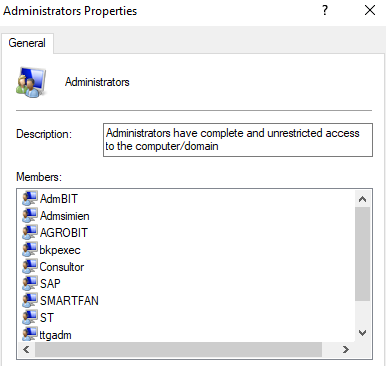 Administrators Properties
?
General
Administrators
Description:
Administrators have complete and unrestricted access
to the computer/domain
Members:
AdmBIT
Admsimien
AGROBIT
bkpexec
Consultor
SAP
SMARTFAN
ST
ttgadm